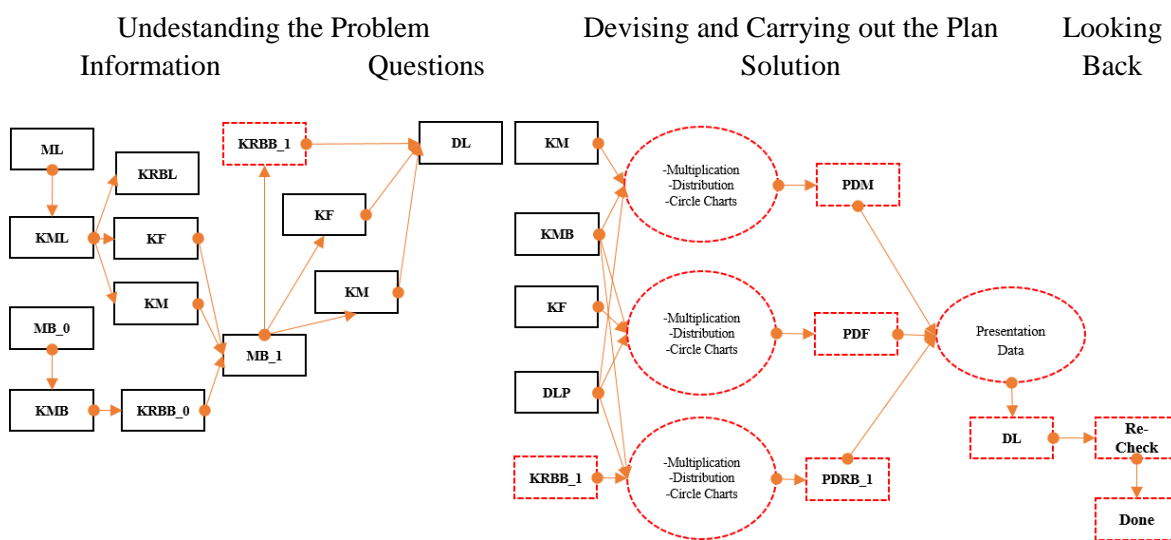 Undestanding the Problem
Devising and Carrying out the Plan
Looking
Information
Questions
Solution
Back
ML
KML
KRBL
KF
KM
MB_0
KMB
KRBB_0
MB_1
KRBB_1
KF
KM
DL
KM
KMB
KF
DLP
KRBB_1
-Multiplication
-Distribution
-Circle Charts
-Multiplication
-Distribution
-Circle Charts
-Multiplication
-Distribution
-Circle Charts
PDM
PDF
PDRB_1
Presentation
Data
DL
Re-
Check
Done